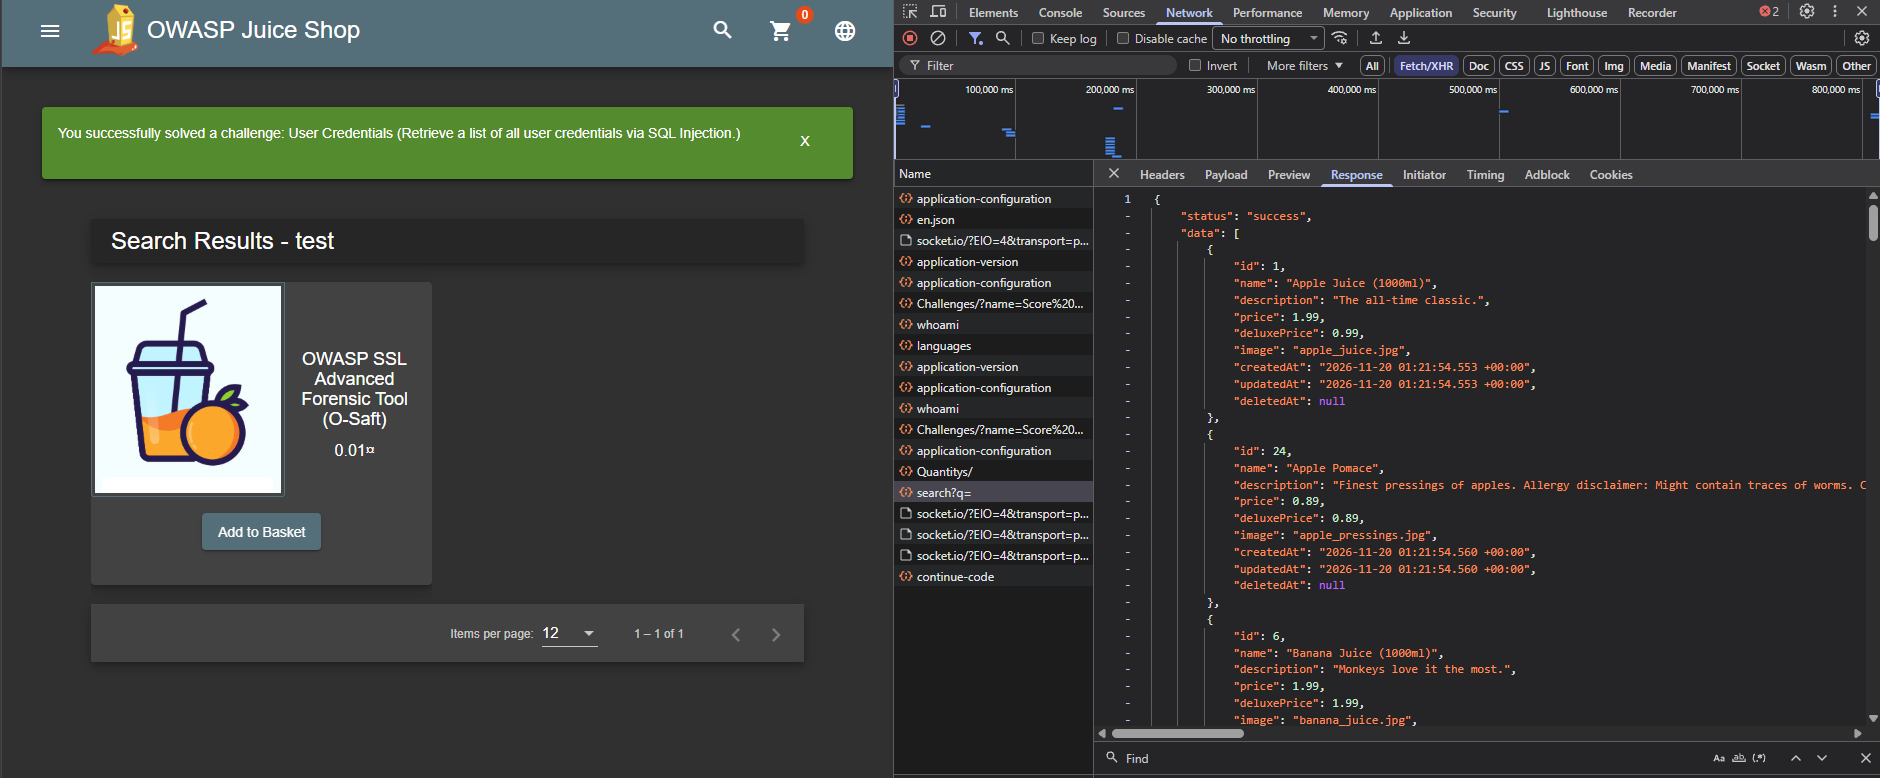 OWASP Juice Shop
0
You successfully solved a challenge: User Credentials (Retrieve a list of all user credentials via SQL Injection.)
X
Search Results - test
OWASP SSL
Advanced
Forensic Tool
(O-Saft)
0.01¤
Add to Basket
Items per page: 12
1 – 1 of 1
Elements Console Sources Network Performance Memory Application Security Lighthouse Recorder 2
Keep log Disable cache No throttling
Filter Invert More filters All Fetch/XHR Doc CSS JS Font Img Media Manifest Socket Wasm Other
100,000 ms 200,000 ms 300,000 ms 400,000 ms 500,000 ms 600,000 ms 700,000 ms 800,000 ms
Name
application-configuration
en.json
socket.io/?EIO=4&transport=p...
application-version
application-configuration
Challenges/?name=Score%20...
whoami
languages
application-version
application-configuration
whoami
Challenges/?name=Score%20...
application-configuration
Quantitys/
search?q=
socket.io/?EIO=4&transport=p...
socket.io/?EIO=4&transport=p...
socket.io/?EIO=4&transport=p...
continue-code
Headers Payload Preview Response Initiator Timing Adblock Cookies
1 {
- "status": "success",
- "data": [
- {
- "id": 1,
- "name": "Apple Juice (1000ml)",
- "description": "The all-time classic.",
- "price": 1.99,
- "deluxePrice": 0.99,
- "image": "apple_juice.jpg",
- "createdAt": "2026-11-20 01:21:54.553 +00:00",
- "updatedAt": "2026-11-20 01:21:54.553 +00:00",
- "deletedAt": null
- },
- {
- "id": 24,
- "name": "Apple Pomace",
- "description": "Finest pressings of apples. Allergy disclaimer: Might contain traces of worms. C
- "price": 0.89,
- "deluxePrice": 0.89,
- "image": "apple_pressings.jpg",
- "createdAt": "2026-11-20 01:21:54.560 +00:00",
- "updatedAt": "2026-11-20 01:21:54.560 +00:00",
- "deletedAt": null
- },
- {
- "id": 6,
- "name": "Banana Juice (1000ml)",
- "description": "Monkeys love it the most.",
- "price": 1.99,
- "deluxePrice": 1.99,
- "image": "banana_juice.jpg",
Find Aa ab (.*)